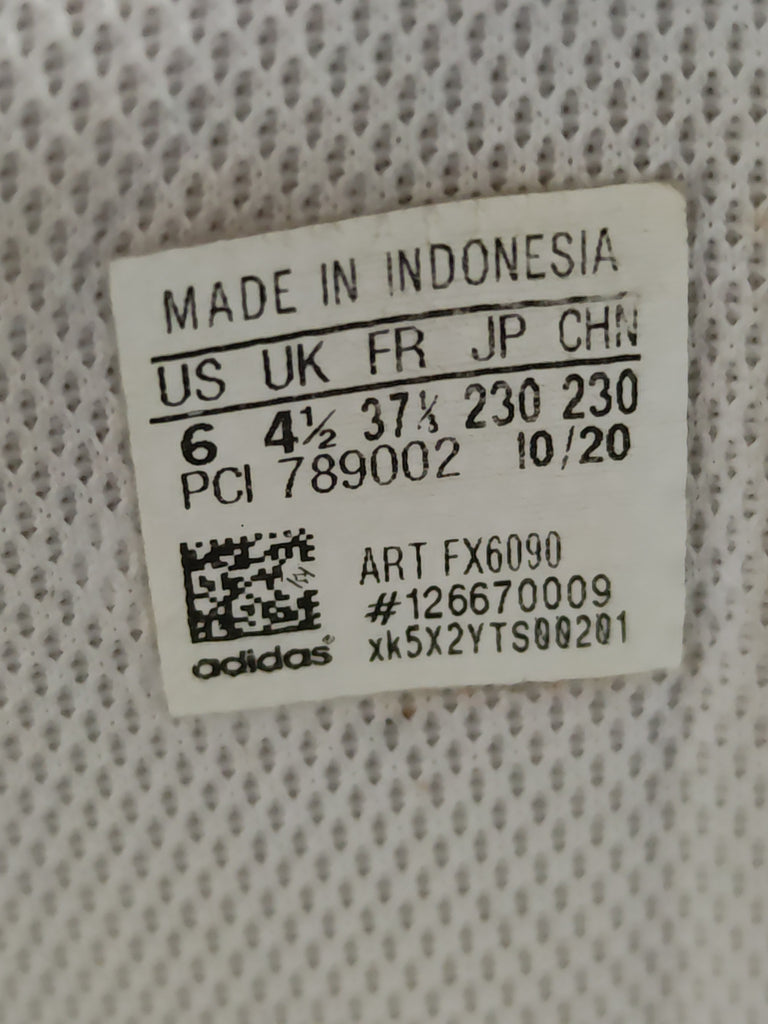 MADE IN INDONESIA
US UK FR JP CHN
6 4½ 37⅓ 230 230
PCI 789002 10/20
ART FX6090
#126670009
xk5X2YTS00201
adidas®